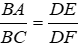 BA/BC = DE/DF